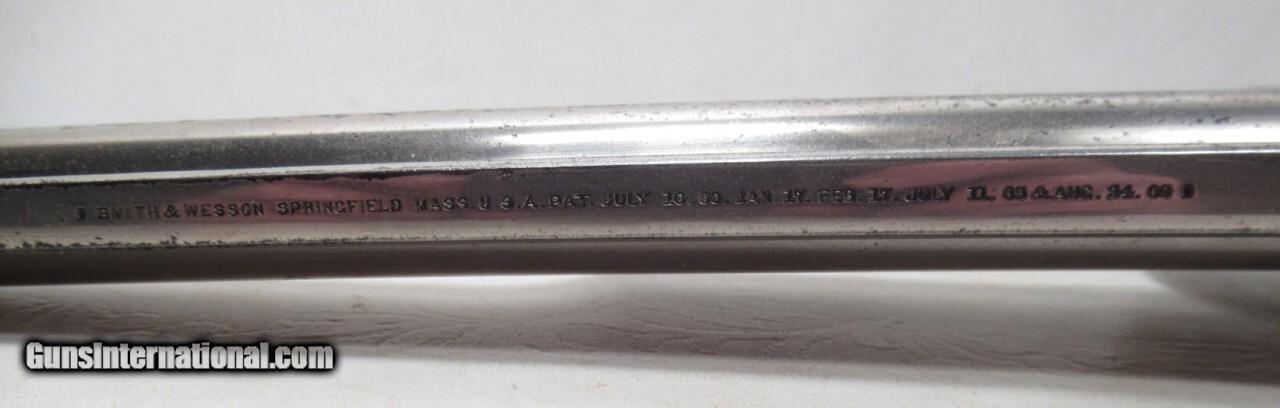 SMITH & WESSON SPRINGFIELD MASS. U.S.A. PAT. JULY 10. 60. JAN. 17. FEB. 17. JULY 11. 65 & AUG. 24. 69
GunsInternational.com